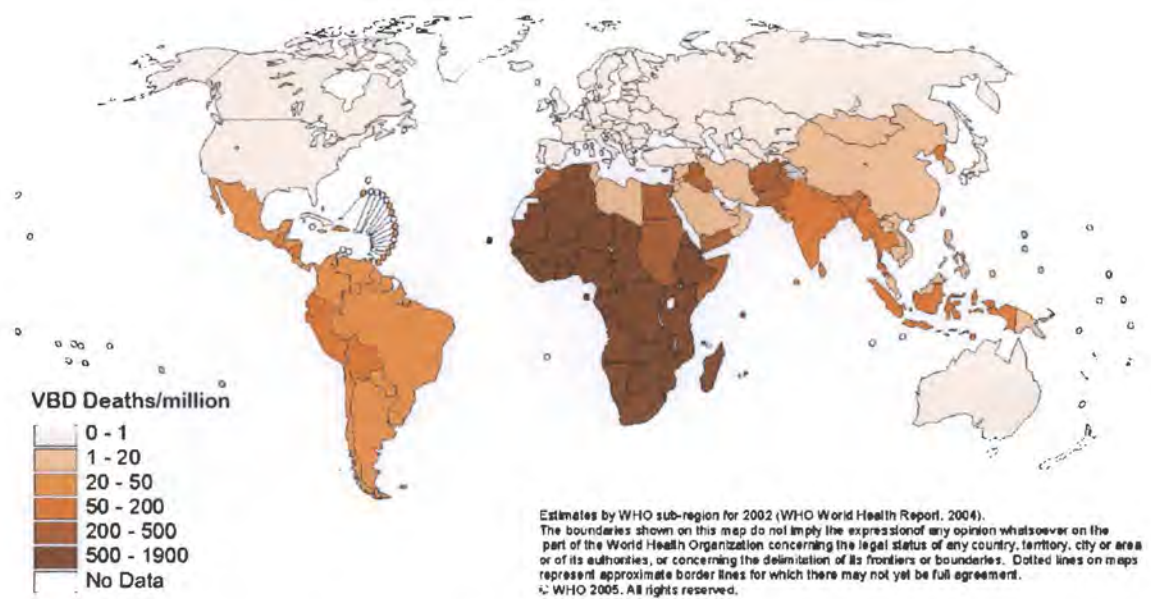 VBD Deaths/million
0 - 1
1 - 20
20 - 50
50 - 200
200 - 500
500 - 1900
No Data
Estimates by WHO sub-region for 2002 (WHO World Health Report, 2004).
The boundaries shown on this map do not imply the expressionof any opinion whatsoever on the
part of the World Health Organization concerning the legal status of any country, territory, city or area
or of its authorities, or concerning the delimitation of its frontiers or boundaries. Dotted lines on maps
represent approximate border lines for which there may not yet be full agreement.
© WHO 2005. All rights reserved.